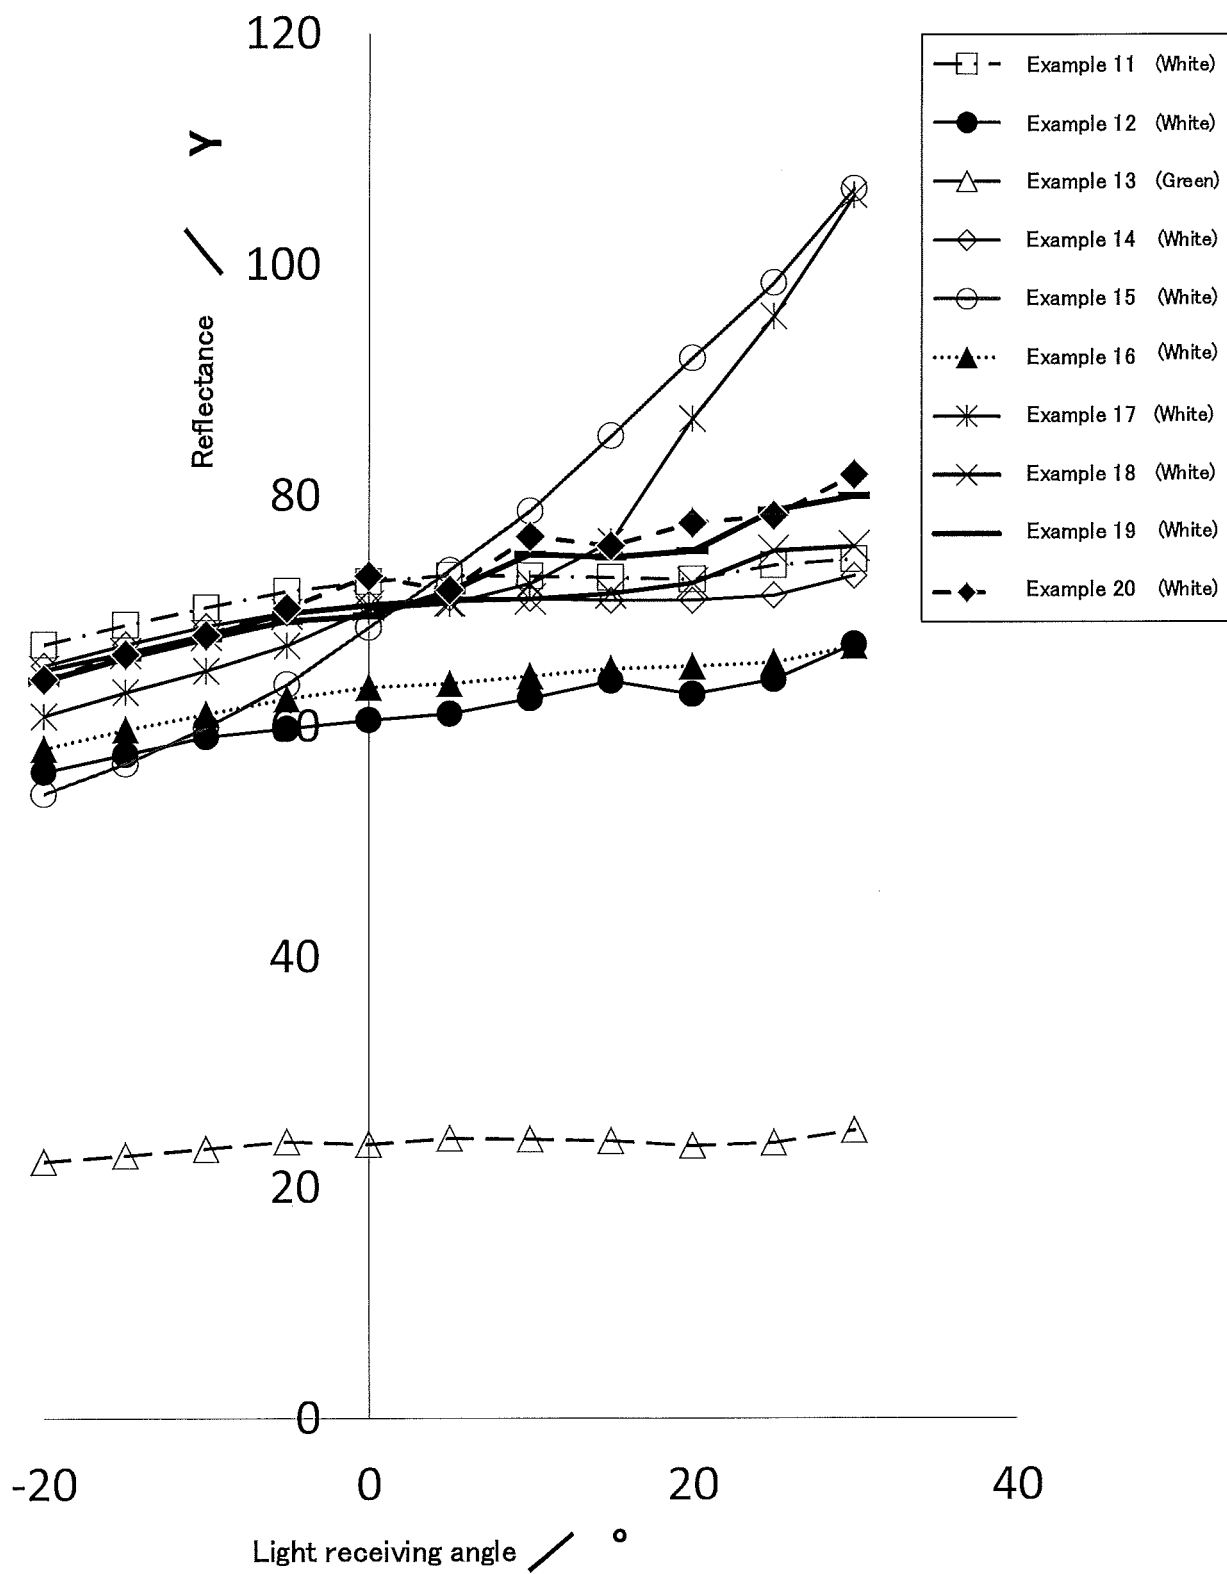 120
100
80
0
40
20
0
-20
0
20
40
Reflectance / Y
Light receiving angle / °
Example 11 (White)
Example 12 (White)
Example 13 (Green)
Example 14 (White)
Example 15 (White)
Example 16 (White)
Example 17 (White)
Example 18 (White)
Example 19 (White)
Example 20 (White)